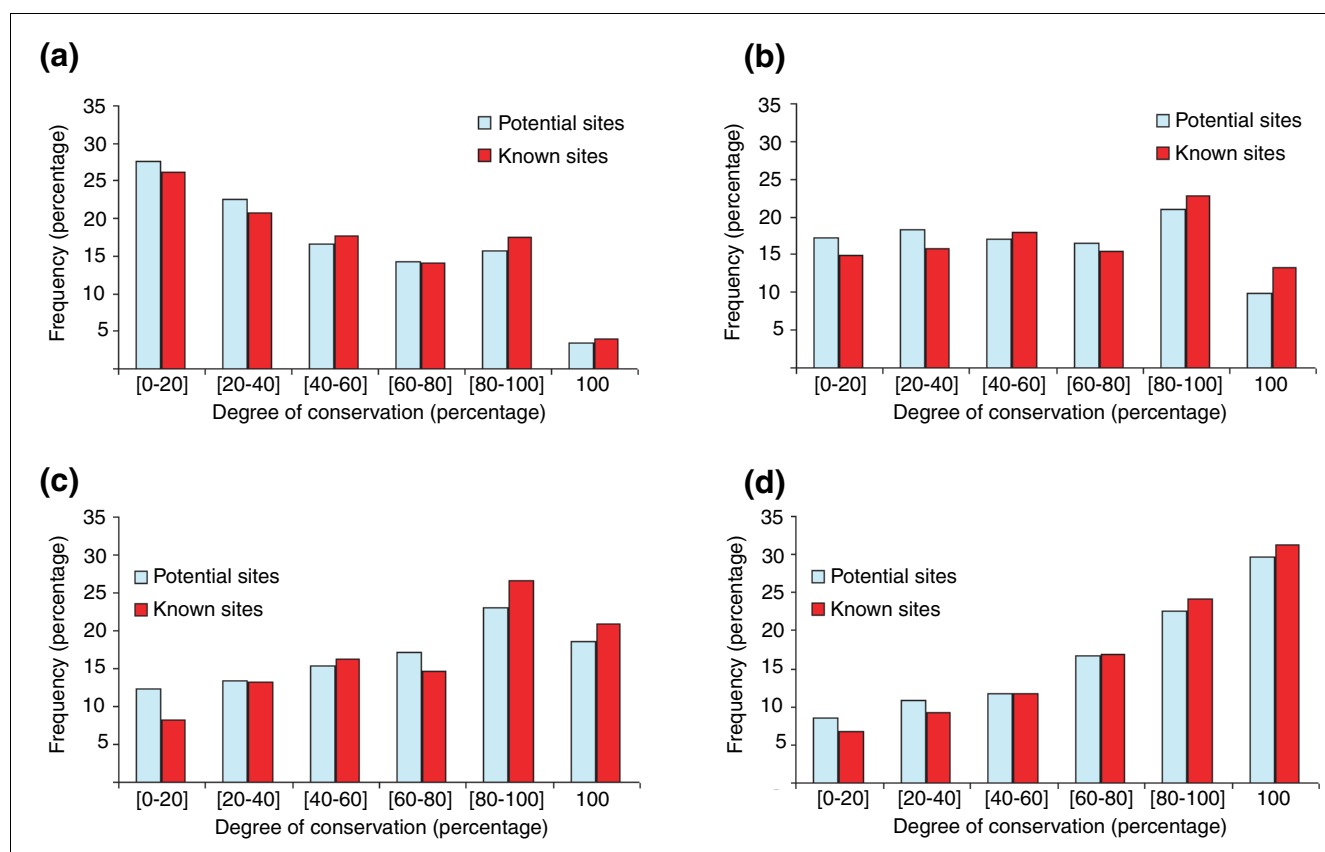 (a)
35
30
25
20
15
10
5
Frequency (percentage)
Potential sites
Known sites
[0-20] [20-40] [40-60] [60-80] [80-100] 100
Degree of conservation (percentage)
(b)
35
30
25
20
15
10
5
Frequency (percentage)
Potential sites
Known sites
[0-20] [20-40] [40-60] [60-80] [80-100] 100
Degree of conservation (percentage)
(c)
35
30
25
20
15
10
5
Frequency (percentage)
Potential sites
Known sites
[0-20] [20-40] [40-60] [60-80] [80-100] 100
Degree of conservation (percentage)
(d)
35
30
25
20
15
10
5
Frequency (percentage)
Potential sites
Known sites
[0-20] [20-40] [40-60] [60-80] [80-100] 100
Degree of conservation (percentage)